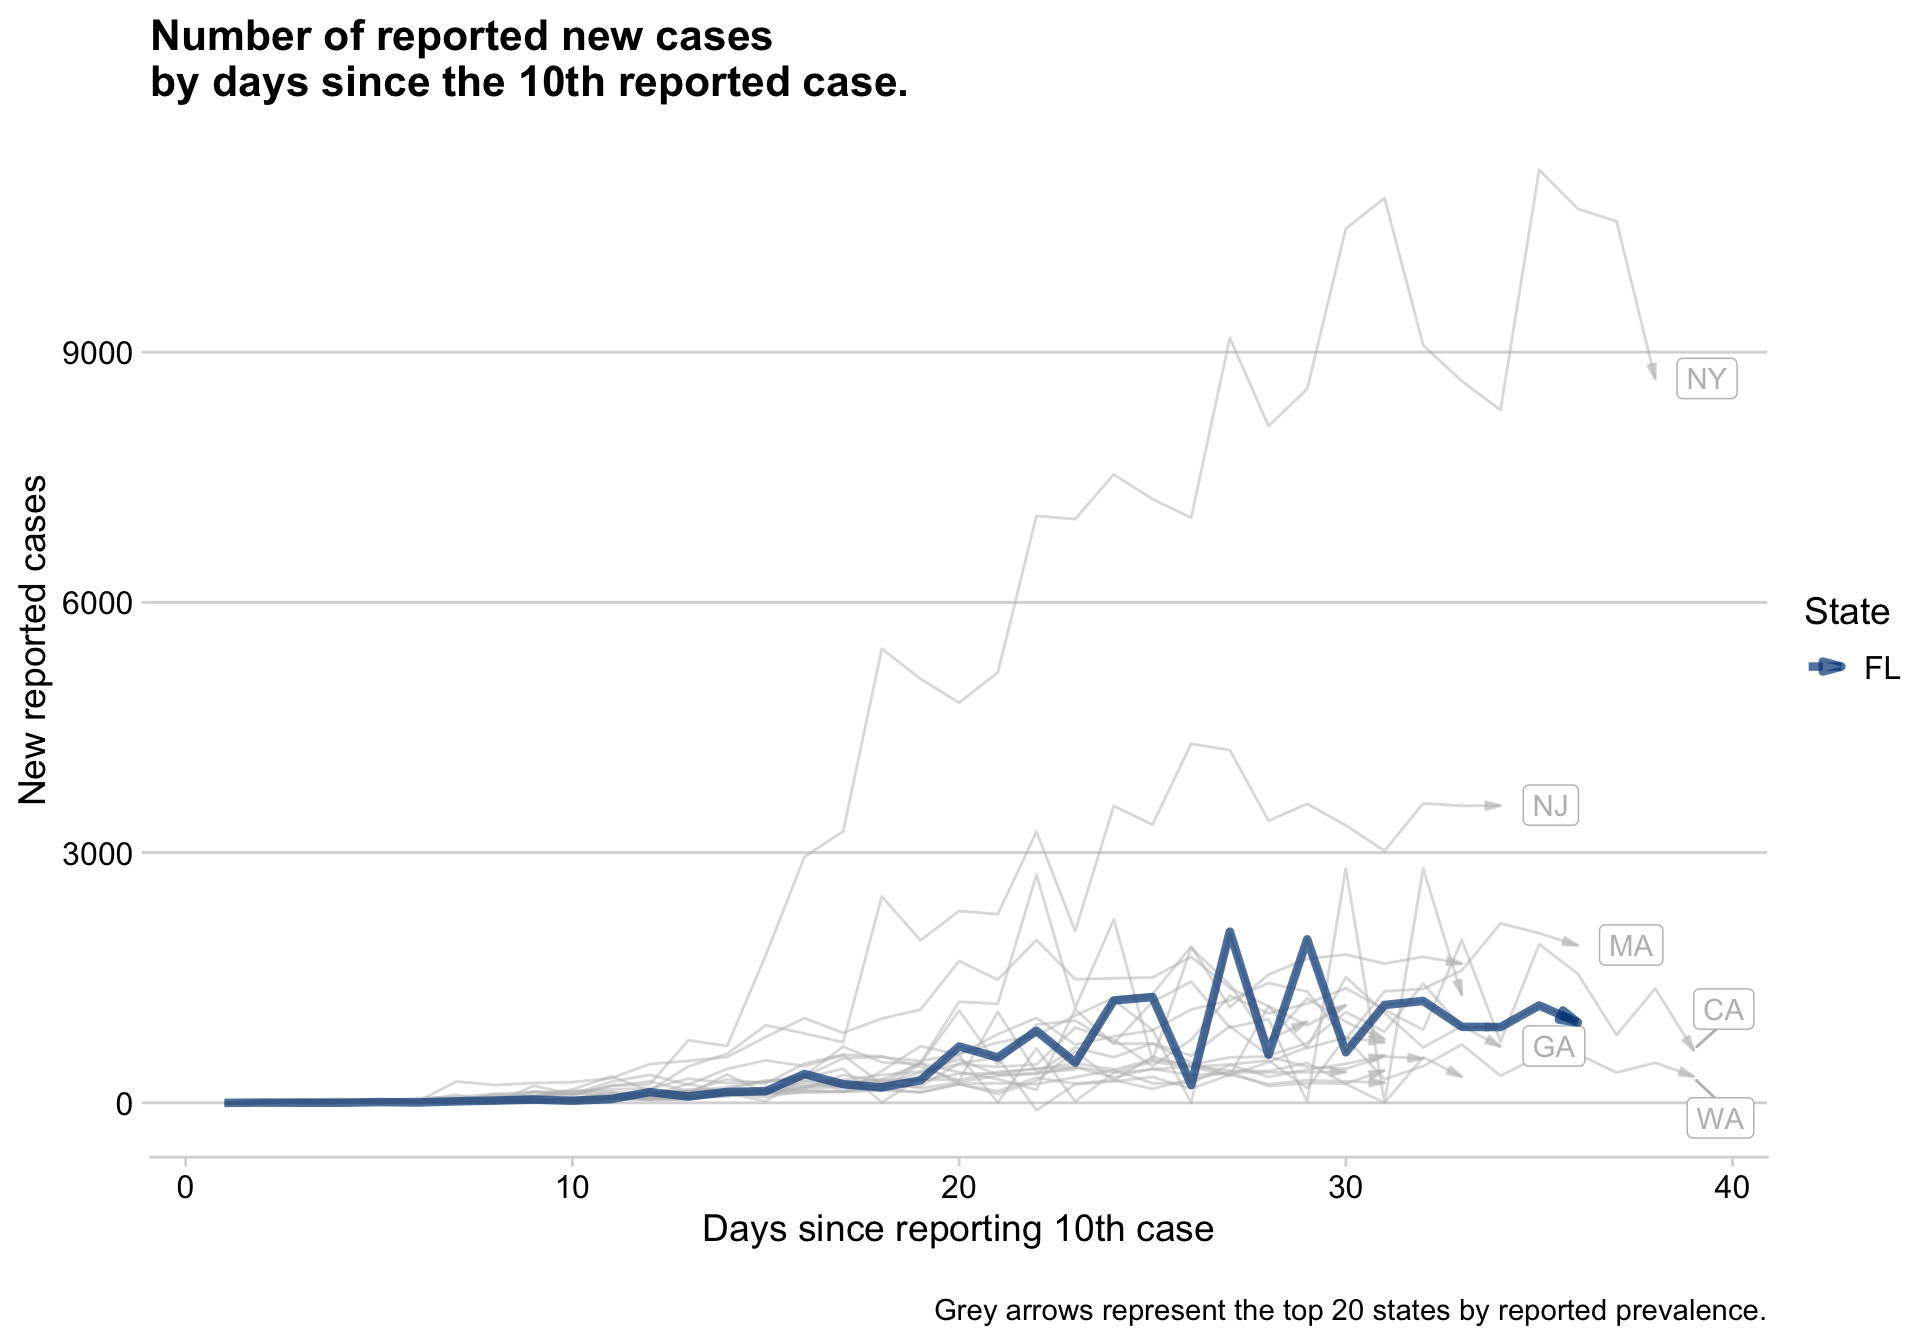 Number of reported new cases
by days since the 10th reported case.
New reported cases
9000
6000
3000
0
NY
NJ
MA
CA
GA
WA
State
FL
0 10 20 30 40
Days since reporting 10th case
Grey arrows represent the top 20 states by reported prevalence.